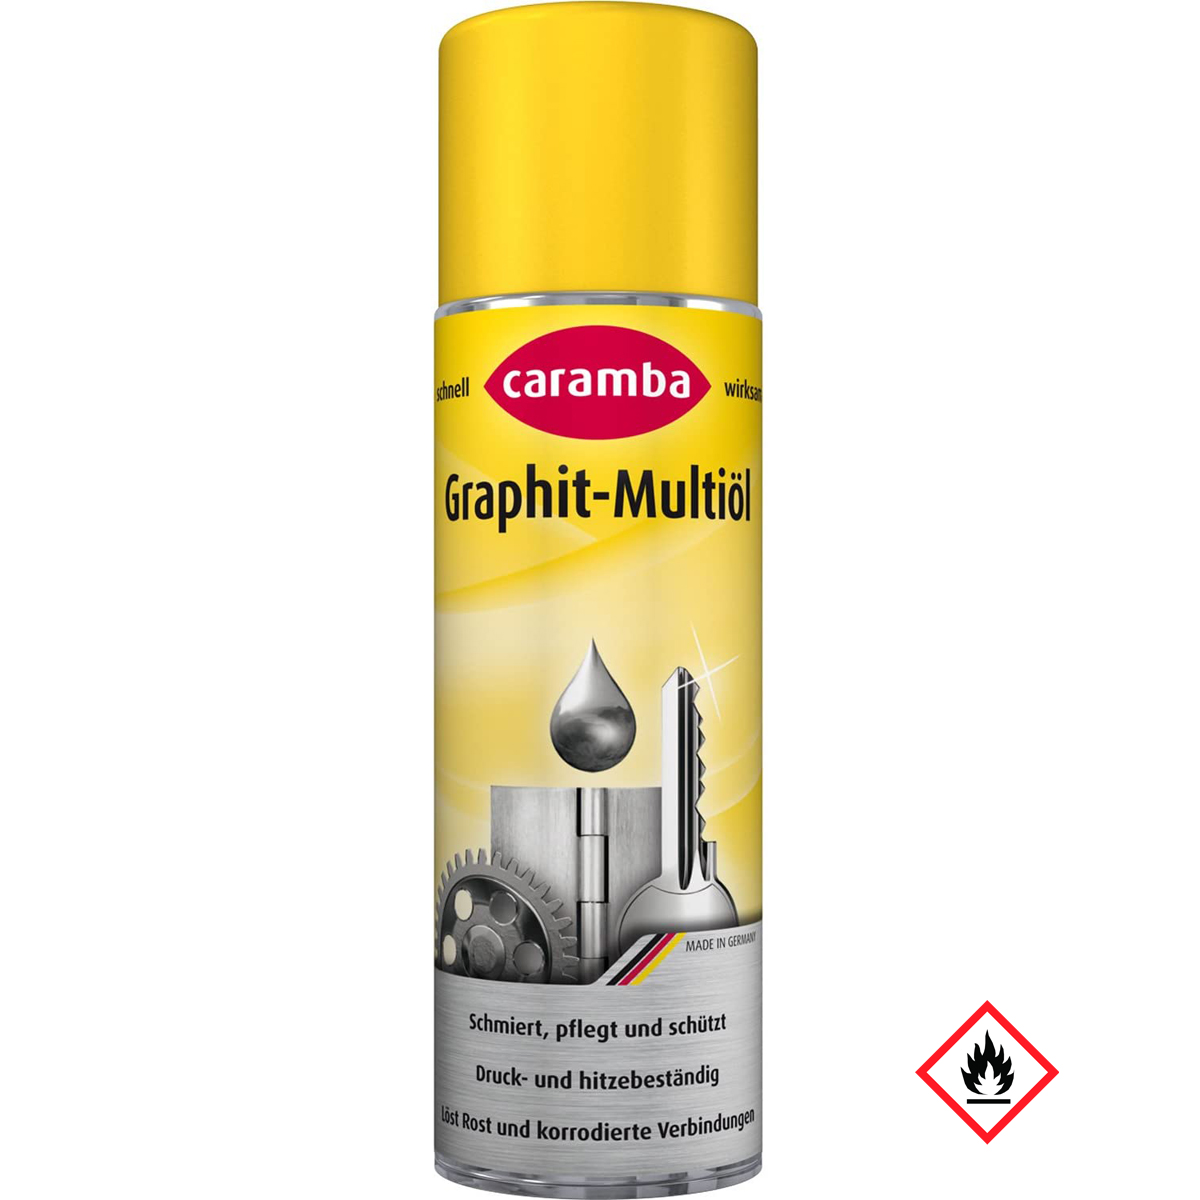 caramba
schnell wirksam
Graphit-Multiöl
MADE IN GERMANY
Schmiert, pflegt und schützt
Druck- und hitzebeständig
Löst Rost und korrodierte Verbindungen